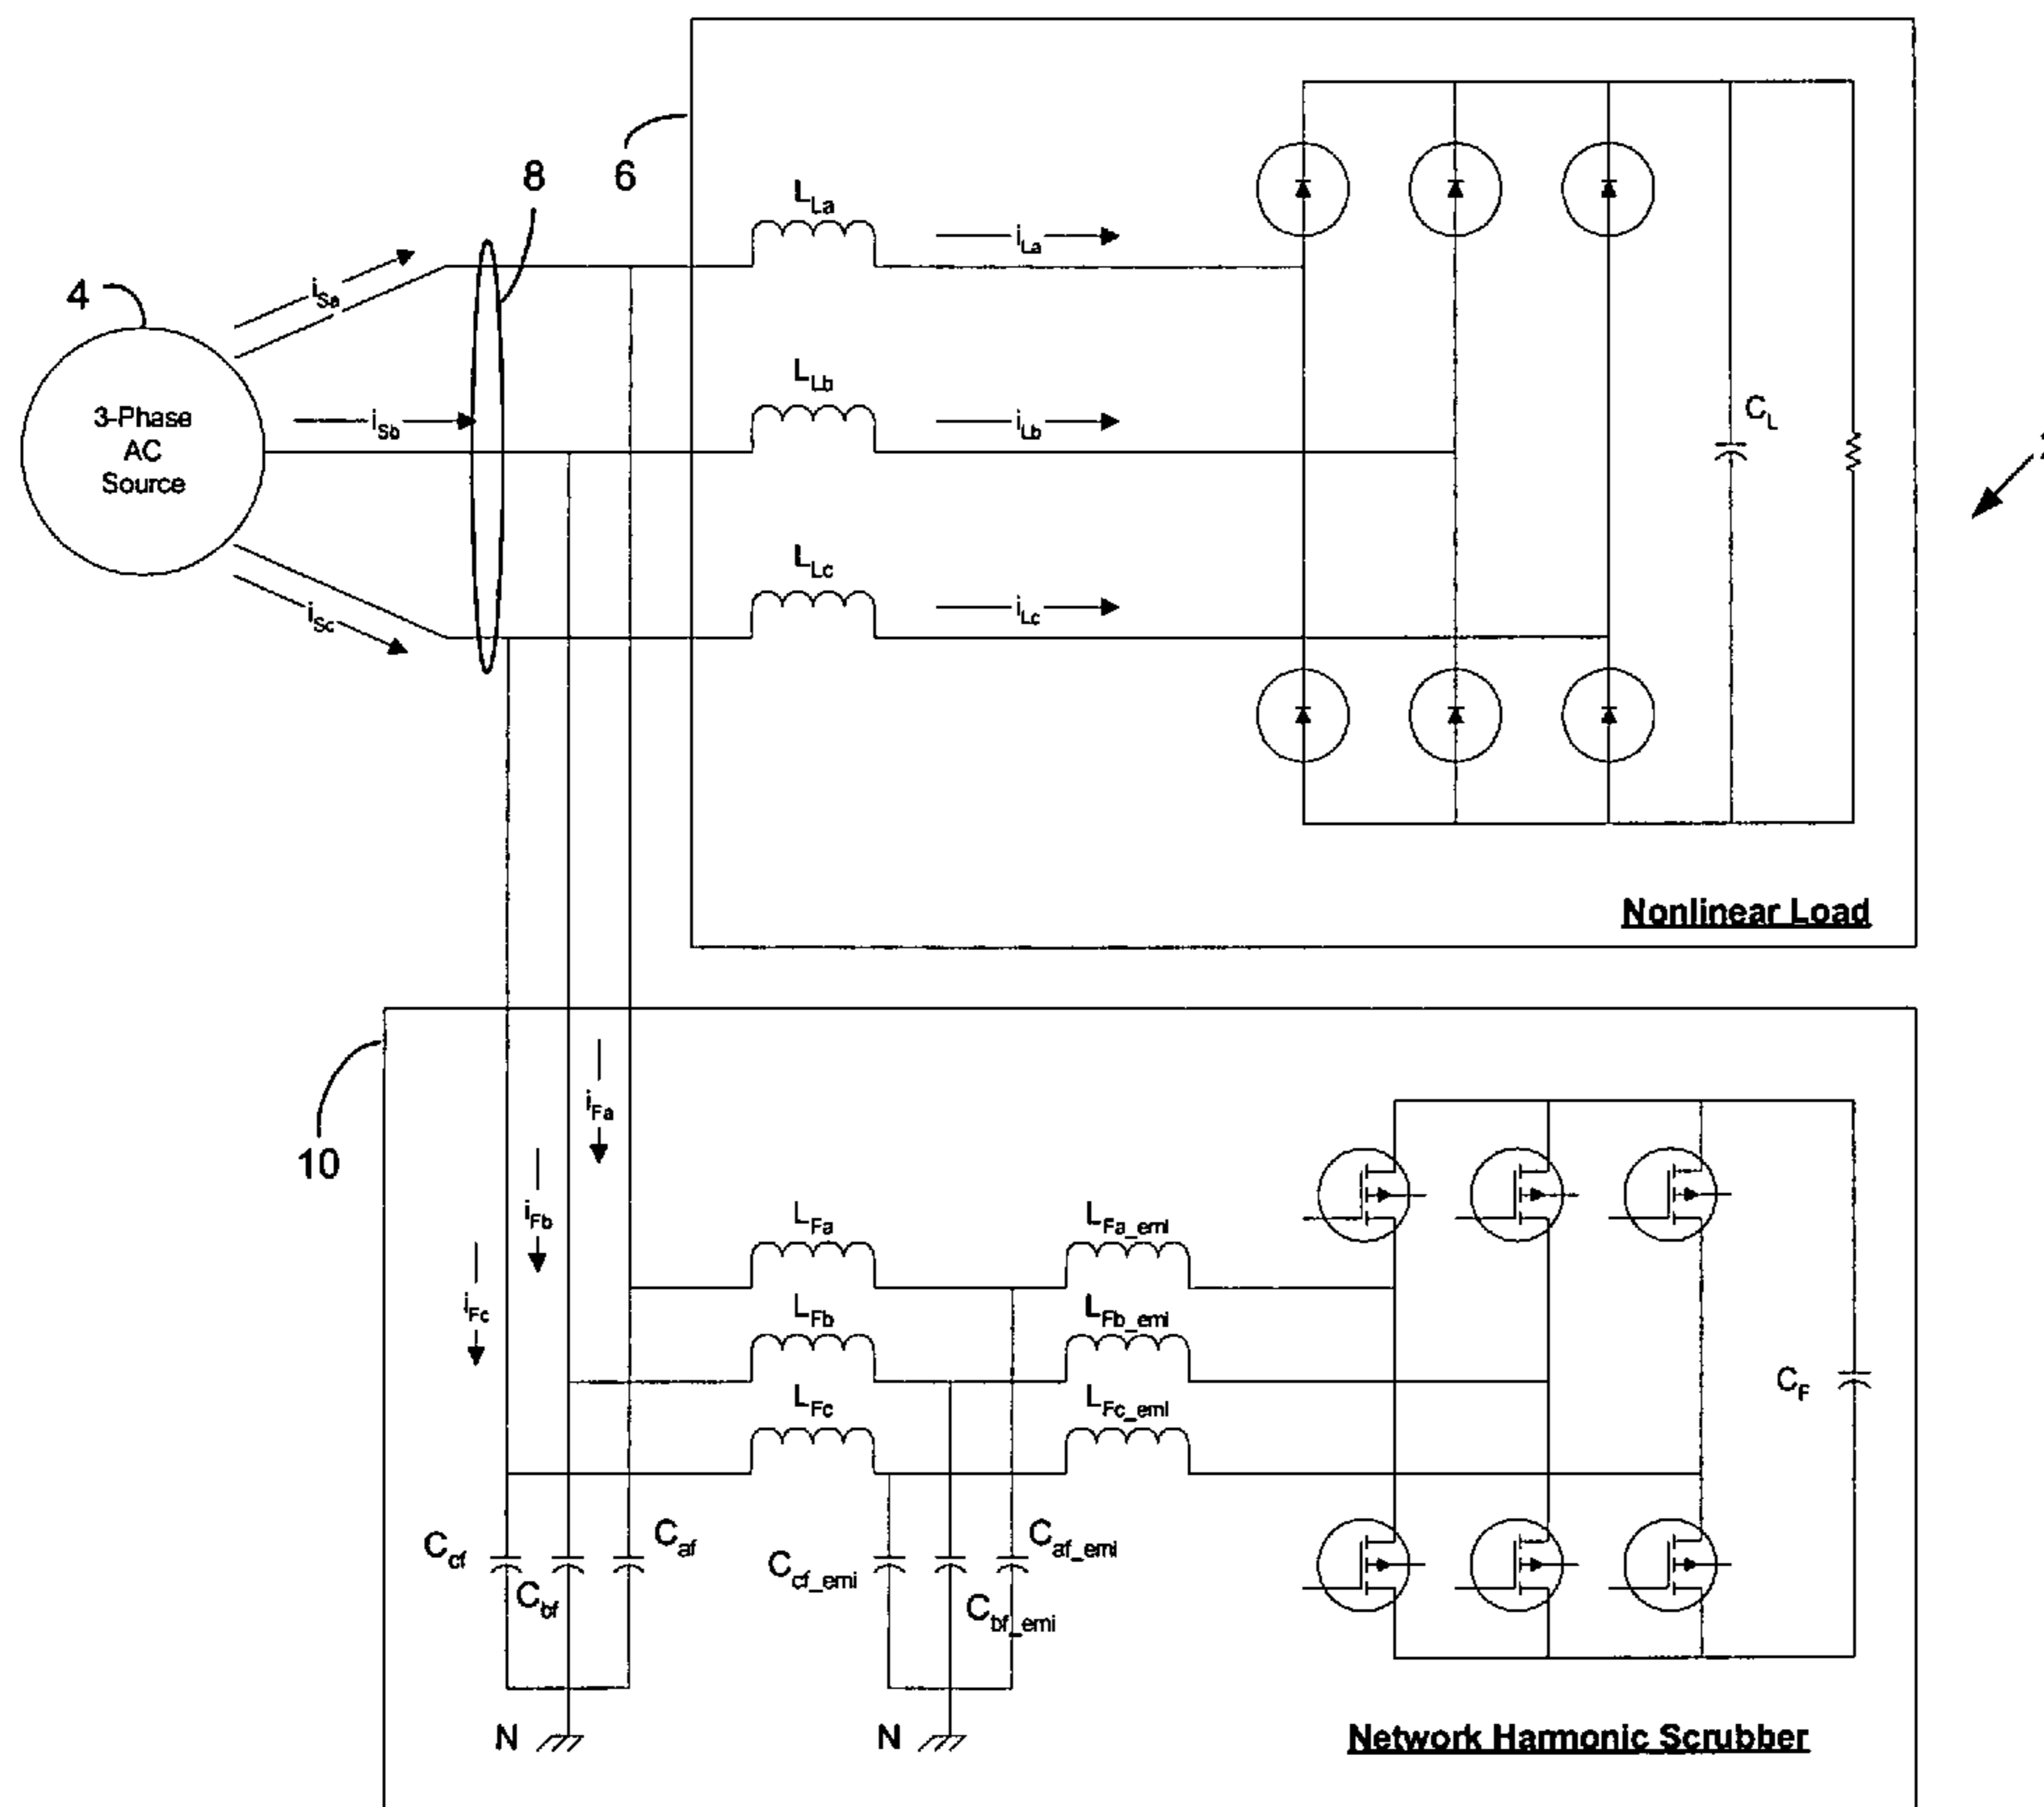 8
6
4
L_La
i_La
i_Sa
3-Phase
AC
Source
L_Lb
i_Sb
i_Lb
C_L
L_Lc
i_Sc
i_Lc
Nonlinear Load
10
i_Fa
i_Fb
i_Fc
L_Fa
L_Fa_emi
L_Fb
L_Fb_emi
C_F
L_Fc
L_Fc_emi
C_cf
C_bf
C_af
C_cf_emi
C_af_emi
C_bf_emi
N
N
Network Harmonic Scrubber